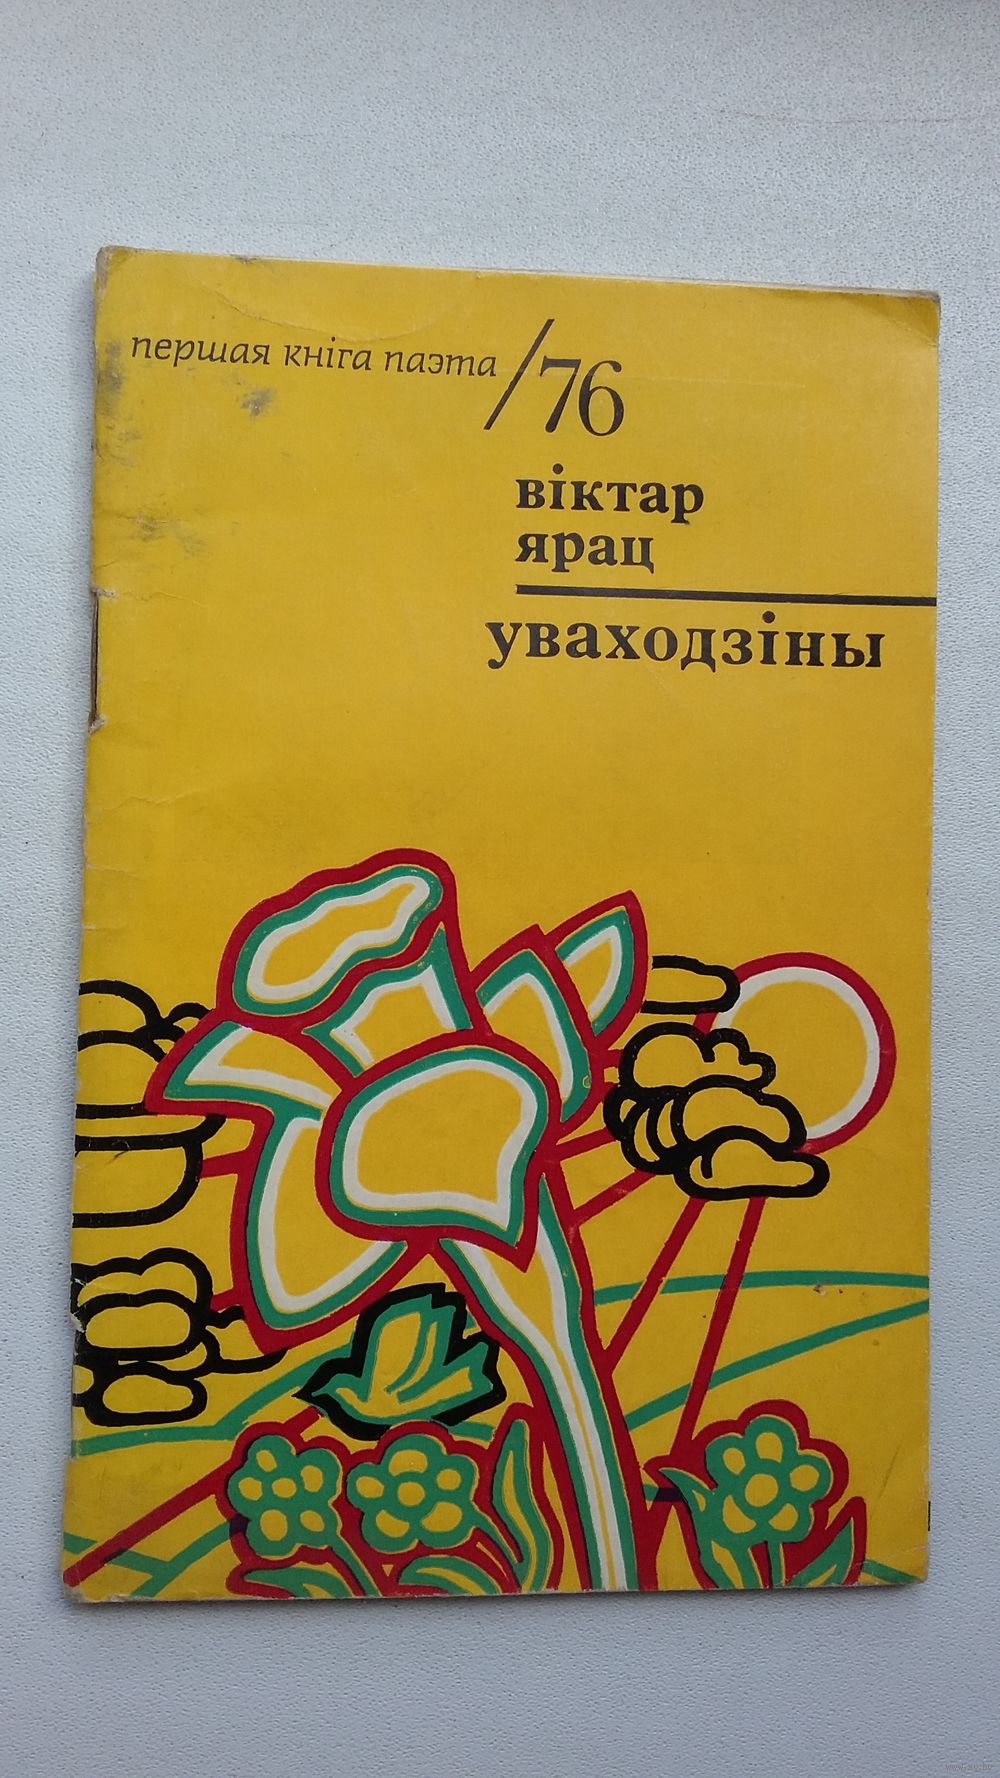 першая кніга паэта /76
віктар
ярац
уваходзіны